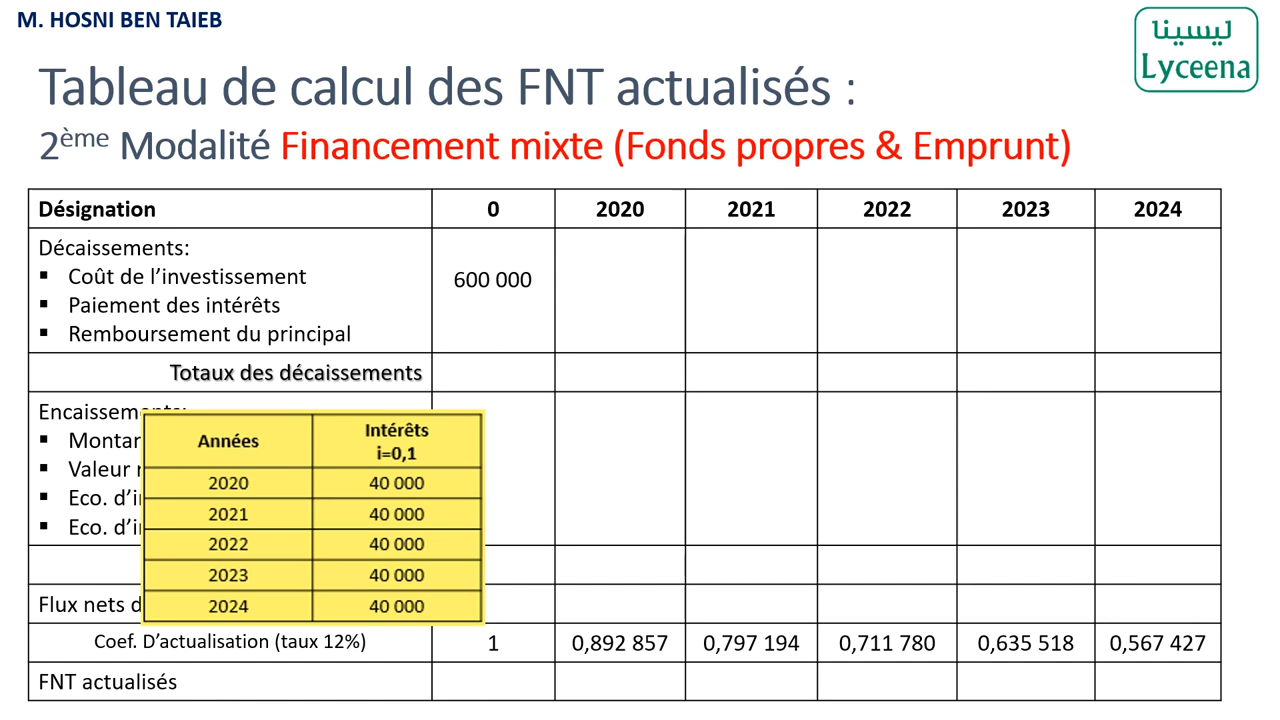 M. HOSNI BEN TAIEB
ليسينا
Lyceena
Tableau de calcul des FNT actualisés :
2ème Modalité Financement mixte (Fonds propres & Emprunt)
Désignation 0 2020 2021 2022 2023 2024
Décaissements:
▪ Coût de l’investissement 600 000
▪ Paiement des intérêts
▪ Remboursement du principal
Totaux des décaissements
▪ Valeur
▪ Eco.
▪ Eco.
Flux nets
Années Intérêts i=0,1
2020 40 000
2021 40 000
2022 40 000
2023 40 000
2024 40 000
Coef. D’actualisation (taux 12%) 1 0,892 857 0,797 194 0,711 780 0,635 518 0,567 427
FNT actualisés